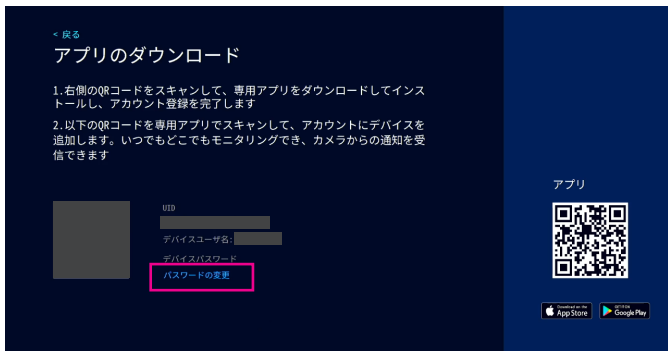 < 戻る
アプリのダウンロード
1.右側のQRコードをスキャンして、専用アプリをダウンロードしてインス
トールし、アカウント登録を完了します
2.以下のQRコードを専用アプリでスキャンして、アカウントにデバイスを
追加します。いつでもどこでもモニタリングでき、カメラからの通知を受
信できます
UID
デバイスユーザ名:
デバイスパスワード
パスワードの変更
アプリ
Download on the
App Store
GET IT ON
Google Play